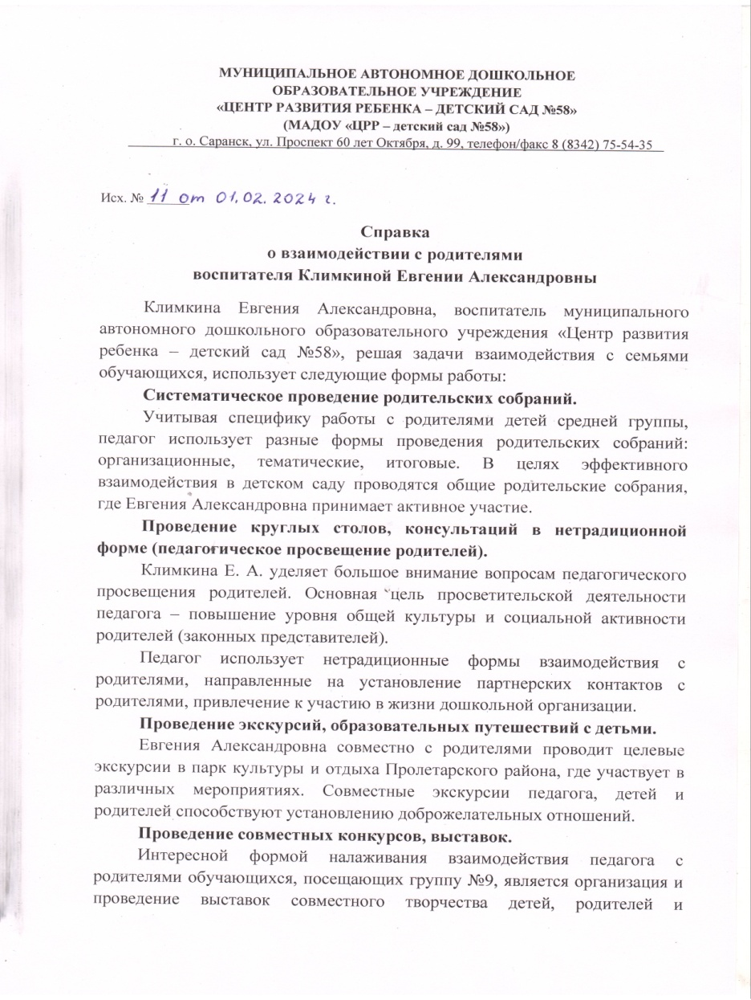 МУНИЦИПАЛЬНОЕ АВТОНОМНОЕ ДОШКОЛЬНОЕ
ОБРАЗОВАТЕЛЬНОЕ УЧРЕЖДЕНИЕ
«ЦЕНТР РАЗВИТИЯ РЕБЕНКА – ДЕТСКИЙ САД №58»
(МАДОУ «ЦРР – детский сад №58»)
г. о. Саранск, ул. Проспект 60 лет Октября, д. 99, телефон/факс 8 (8342) 75-54-35
Исх. № 11 от 01.02.2024 г.
Справка
о взаимодействии с родителями
воспитателя Климкиной Евгении Александровны
Климкина Евгения Александровна, воспитатель муниципального
автономного дошкольного образовательного учреждения «Центр развития
ребенка – детский сад №58», решая задачи взаимодействия с семьями
обучающихся, использует следующие формы работы:
Систематическое проведение родительских собраний.
Учитывая специфику работы с родителями детей средней группы,
педагог использует разные формы проведения родительских собраний:
организационные, тематические, итоговые. В целях эффективного
взаимодействия в детском саду проводятся общие родительские собрания,
где Евгения Александровна принимает активное участие.
Проведение круглых столов, консультаций в нетрадиционной
форме (педагогическое просвещение родителей).
Климкина Е. А. уделяет большое внимание вопросам педагогического
просвещения родителей. Основная цель просветительской деятельности
педагога – повышение уровня общей культуры и социальной активности
родителей (законных представителей).
Педагог использует нетрадиционные формы взаимодействия с
родителями, направленные на установление партнерских контактов с
родителями, привлечение к участию в жизни дошкольной организации.
Проведение экскурсий, образовательных путешествий с детьми.
Евгения Александровна совместно с родителями проводит целевые
экскурсии в парк культуры и отдыха Пролетарского района, где участвует в
различных мероприятиях. Совместные экскурсии педагога, детей и
родителей способствуют установлению доброжелательных отношений.
Проведение совместных конкурсов, выставок.
Интересной формой налаживания взаимодействия педагога с
родителями обучающихся, посещающих группу №9, является организация и
проведение выставок совместного творчества детей, родителей и